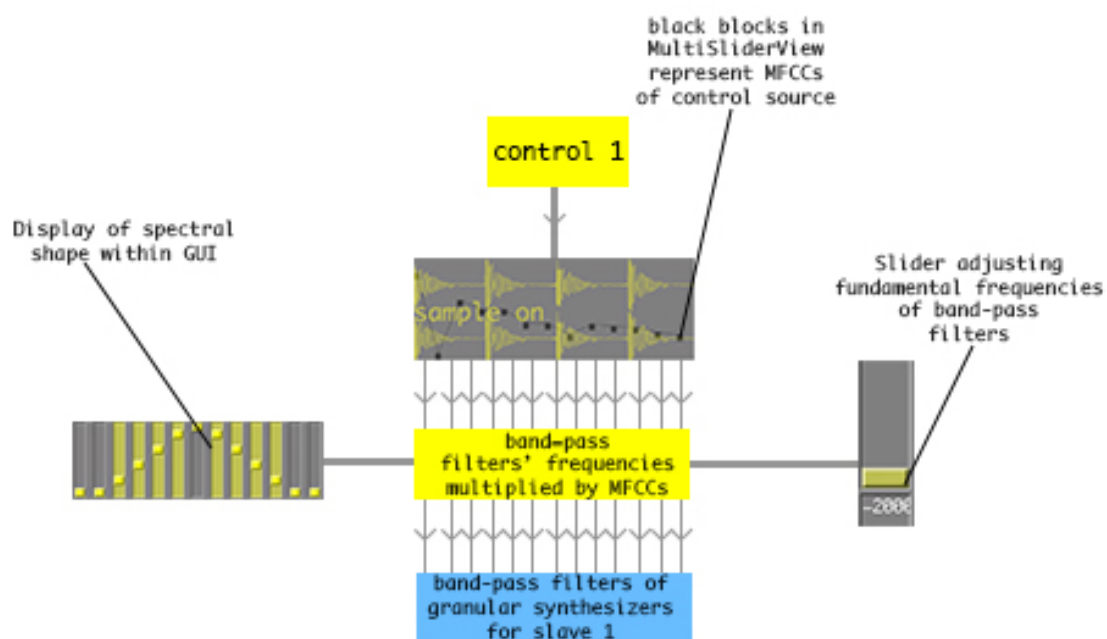 black blocks in
MultiSliderView
represent MFCCs
of control source
control 1
Display of spectral
shape within GUI
sample on
Slider adjusting
fundamental frequencies
of band-pass
filters
band-pass
filters' frequencies
multiplied by MFCCs
-2000
band-pass filters of
granular synthesizers
for slave 1